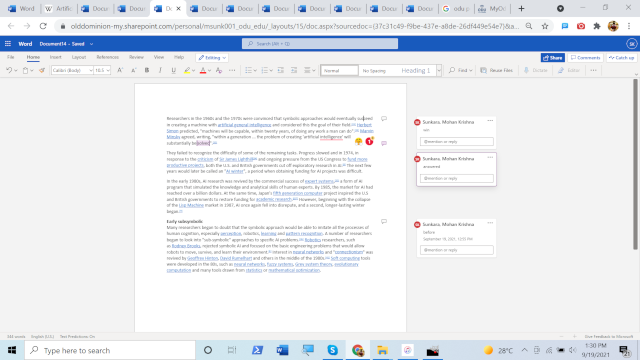 Word
Artific
Docu
Docu
Docu
Docu
Docu
Docu
Docu
Docu
Docu
odu p
MyOD
olddominion-my.sharepoint.com/personal/msunk001_odu_edu/_layouts/15/doc.aspx?sourcedoc={37c31c49-f9be-437e-a8de-26df449e54e7}&a
Word Document14 - Saved
Search (Alt + Q)
File Home Insert Layout References Review View Help Editing
Share Comments Catch up
Calibri (Body) 10.5
Normal No Spacing Heading 1
Find Reuse Files Dictate Editor
Researchers in the 1960s and the 1970s were convinced that symbolic approaches would eventually succeed
in creating a machine with artificial general intelligence and considered this the goal of their field. Herbert
Simon predicted, "machines will be capable, within twenty years, of doing any work a man can do". Marvin
Minsky agreed, writing, "within a generation ... the problem of creating 'artificial intelligence' will
substantially be solved".
They failed to recognize the difficulty of some of the remaining tasks. Progress slowed and in 1974, in
response to the criticism of Sir James Lighthill and ongoing pressure from the US Congress to fund more
productive projects, both the U.S. and British governments cut off exploratory research in AI. The next few
years would later be called an "AI winter", a period when obtaining funding for AI projects was difficult.
In the early 1980s, AI research was revived by the commercial success of expert systems, a form of AI
program that simulated the knowledge and analytical skills of human experts. By 1985, the market for AI had
reached over a billion dollars. At the same time, Japan's fifth generation computer project inspired the U.S
and British governments to restore funding for academic research. However, beginning with the collapse
of the Lisp Machine market in 1987, AI once again fell into disrepute, and a second, longer-lasting winter
began.
Early subsymbolic
Many researchers began to doubt that the symbolic approach would be able to imitate all the processes of
human cognition, especially perception, robotics, learning and pattern recognition. A number of researchers
began to look into "sub-symbolic" approaches to specific AI problems. Robotics researchers, such
as Rodney Brooks, rejected symbolic AI and focused on the basic engineering problems that would allow
robots to move, survive, and learn their environment. Interest in neural networks and "connectionism" was
revived by Geoffrey Hinton, David Rumelhart and others in the middle of the 1980s. Soft computing tools
were developed in the 80s, such as neural networks, fuzzy systems, Grey system theory, evolutionary
computation and many tools drawn from statistics or mathematical optimization.
Sunkara, Mohan Krishna
@mention or reply
Sunkara, Mohan Krishna
answered
@mention or reply
Sunkara, Mohan Krishna
before
September 19, 2021, 12:25 PM
@mention or reply
English (U.S.) Text Predictions: On
100% Give Feedback to Microsoft
Type here to search
28°C
1:30 PM
9/19/2021